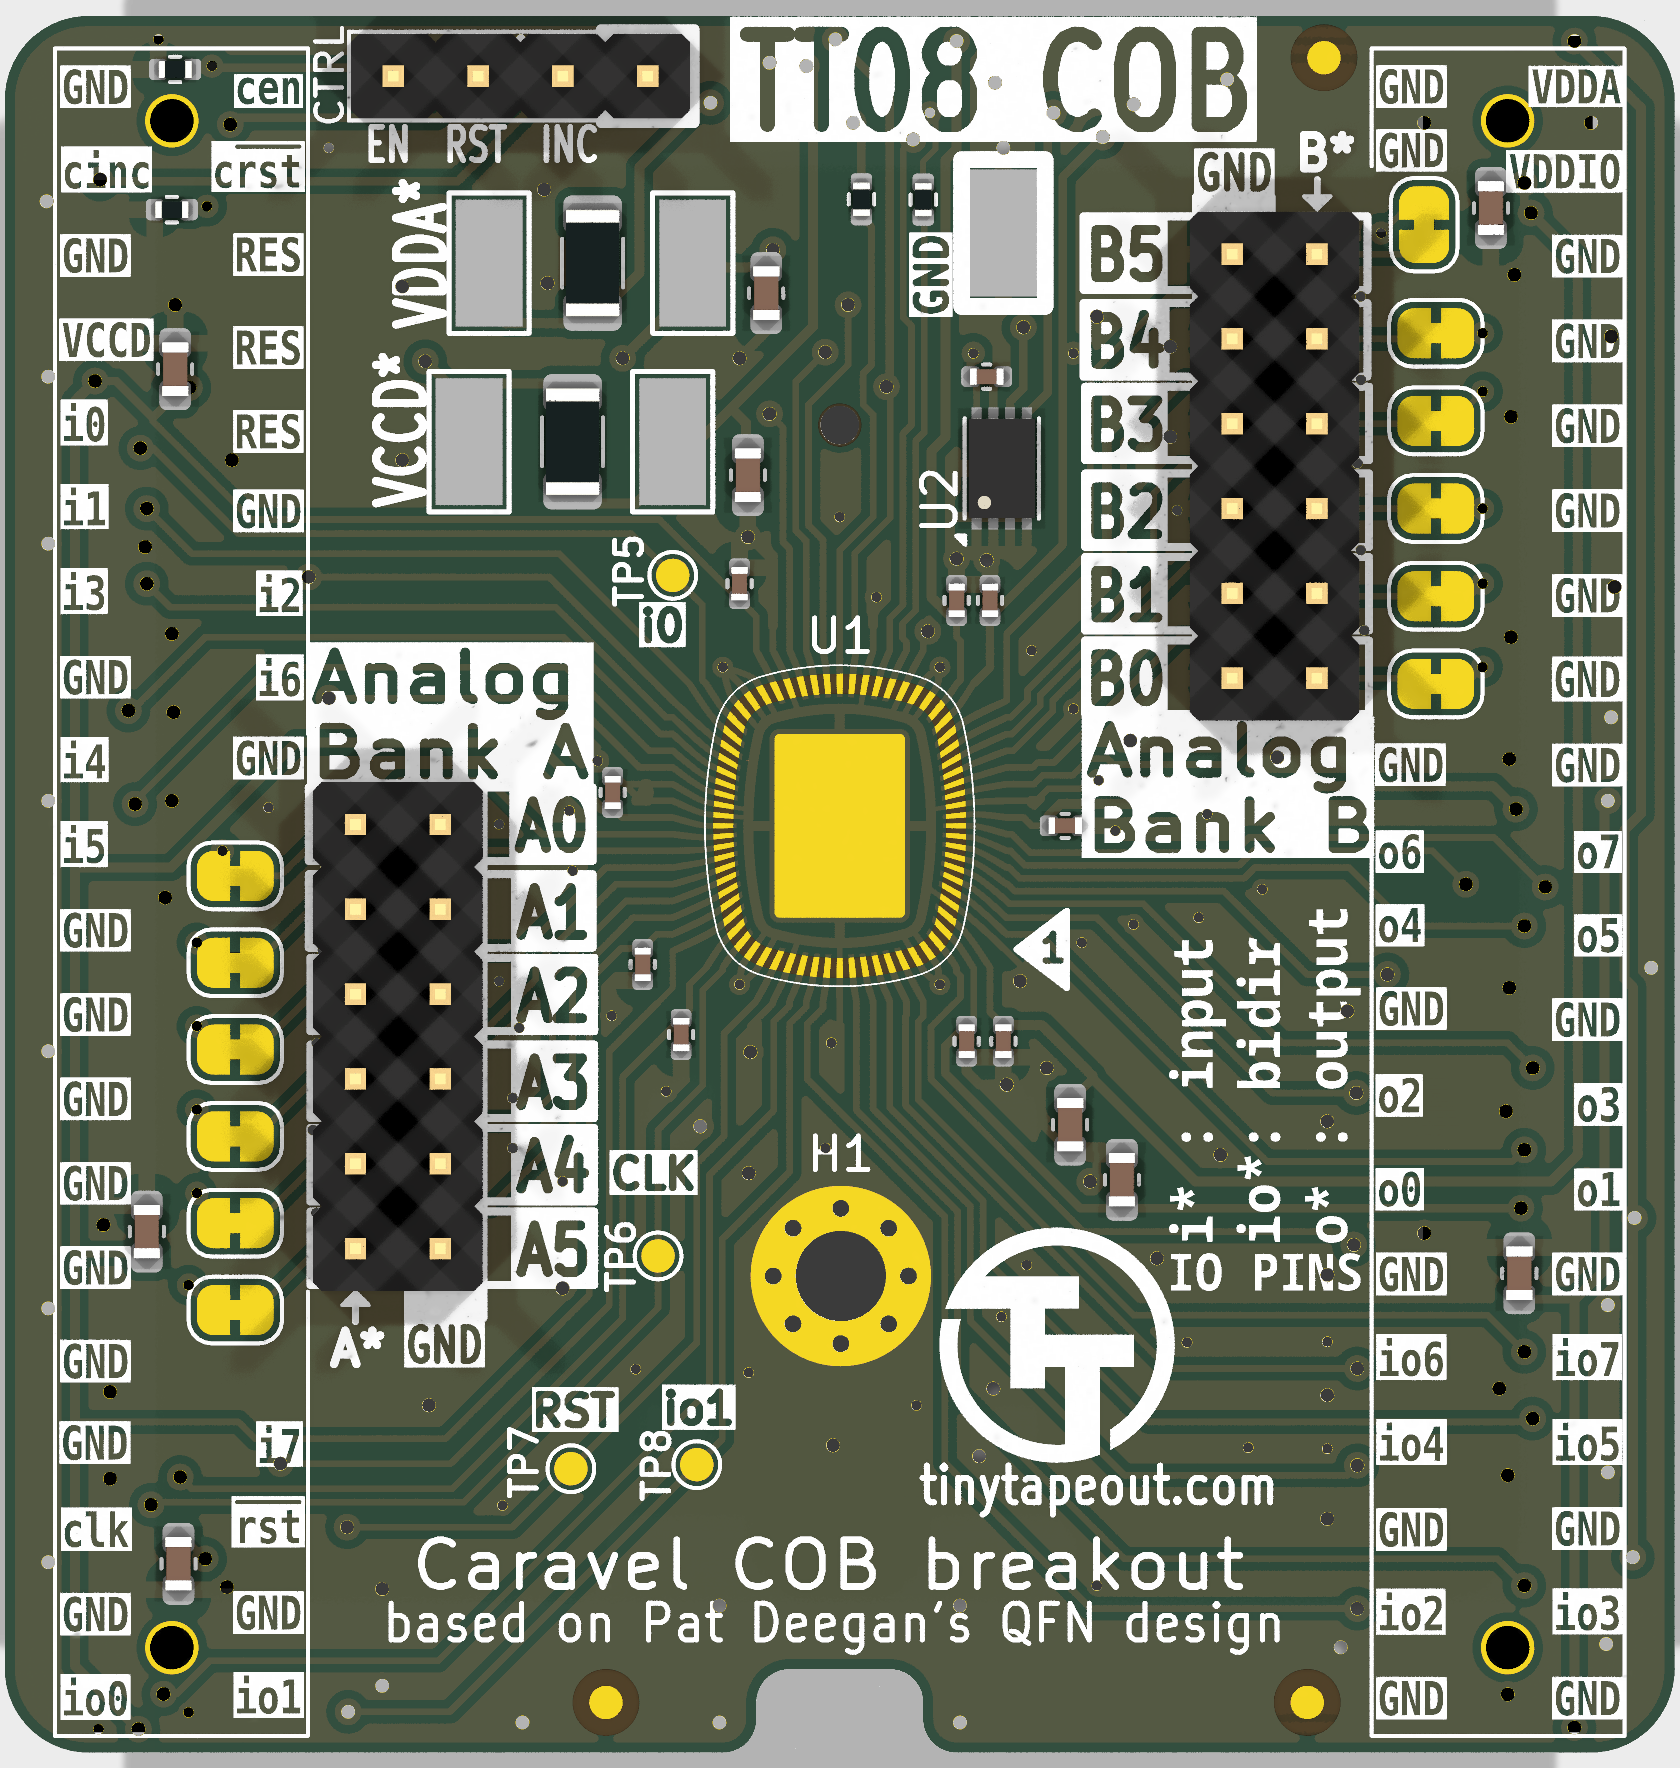 TT08 COB
CTRL
EN RST INC
GND cen
cinc crst
GND RES
VCCD RES
i0 RES
i1 GND
i3 i2
GND i6
i4 GND
i5
GND
GND
GND
GND
GND
GND
GND i7
clk rst
GND GND
io0 io1
VDDA*
VCCD*
GND
U2
TP5
i0
U1
Analog
Bank A
A0
A1
A2
A3
A4
A5
A* GND
GND B*
B5
B4
B3
B2
B1
B0
Analog
Bank B
1
i* : input
io* : bidir
o* : output
IO PINS
CLK
TP6
H1
RST
TP7
io1
TP8
tinytapeout.com
Caravel COB breakout
based on Pat Deegan's QFN design
GND VDDA
GND VDDIO
GND
GND
GND
GND
GND
GND
GND GND
o6 o7
o4 o5
GND GND
o2 o3
o0 o1
GND GND
io6 io7
io4 io5
GND GND
io2 io3
GND GND